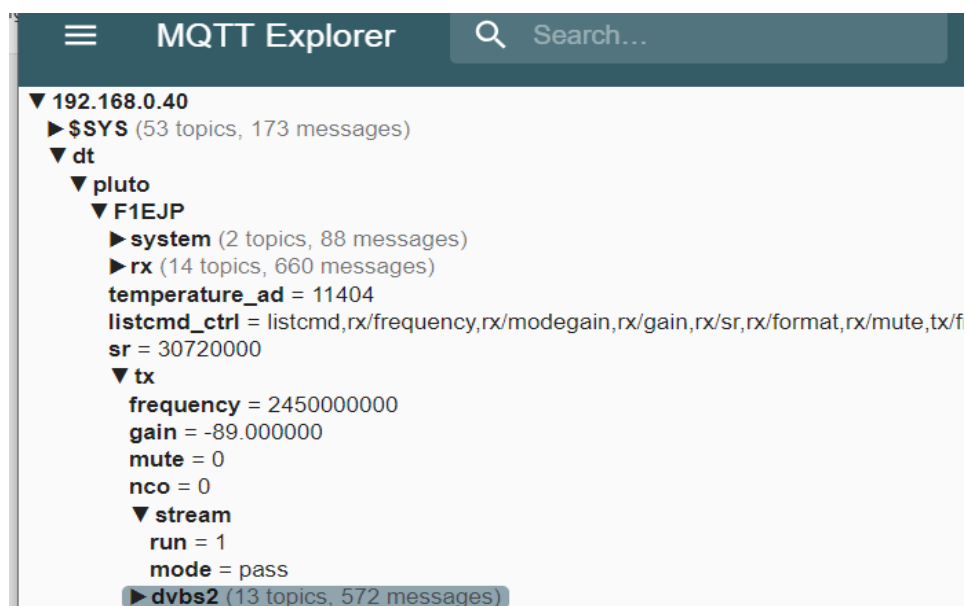 MQTT Explorer Search...
▼ 192.168.0.40
▶ $SYS (53 topics, 173 messages)
▼ dt
▼ pluto
▼ F1EJP
▶ system (2 topics, 88 messages)
▶ rx (14 topics, 660 messages)
temperature_ad = 11404
listcmd_ctrl = listcmd,rx/frequency,rx/modegain,rx/gain,rx/sr,rx/format,rx/mute,tx/f
sr = 30720000
▼ tx
frequency = 2450000000
gain = -89.000000
mute = 0
nco = 0
▼ stream
run = 1
mode = pass
▶ dvbs2 (13 topics, 572 messages)